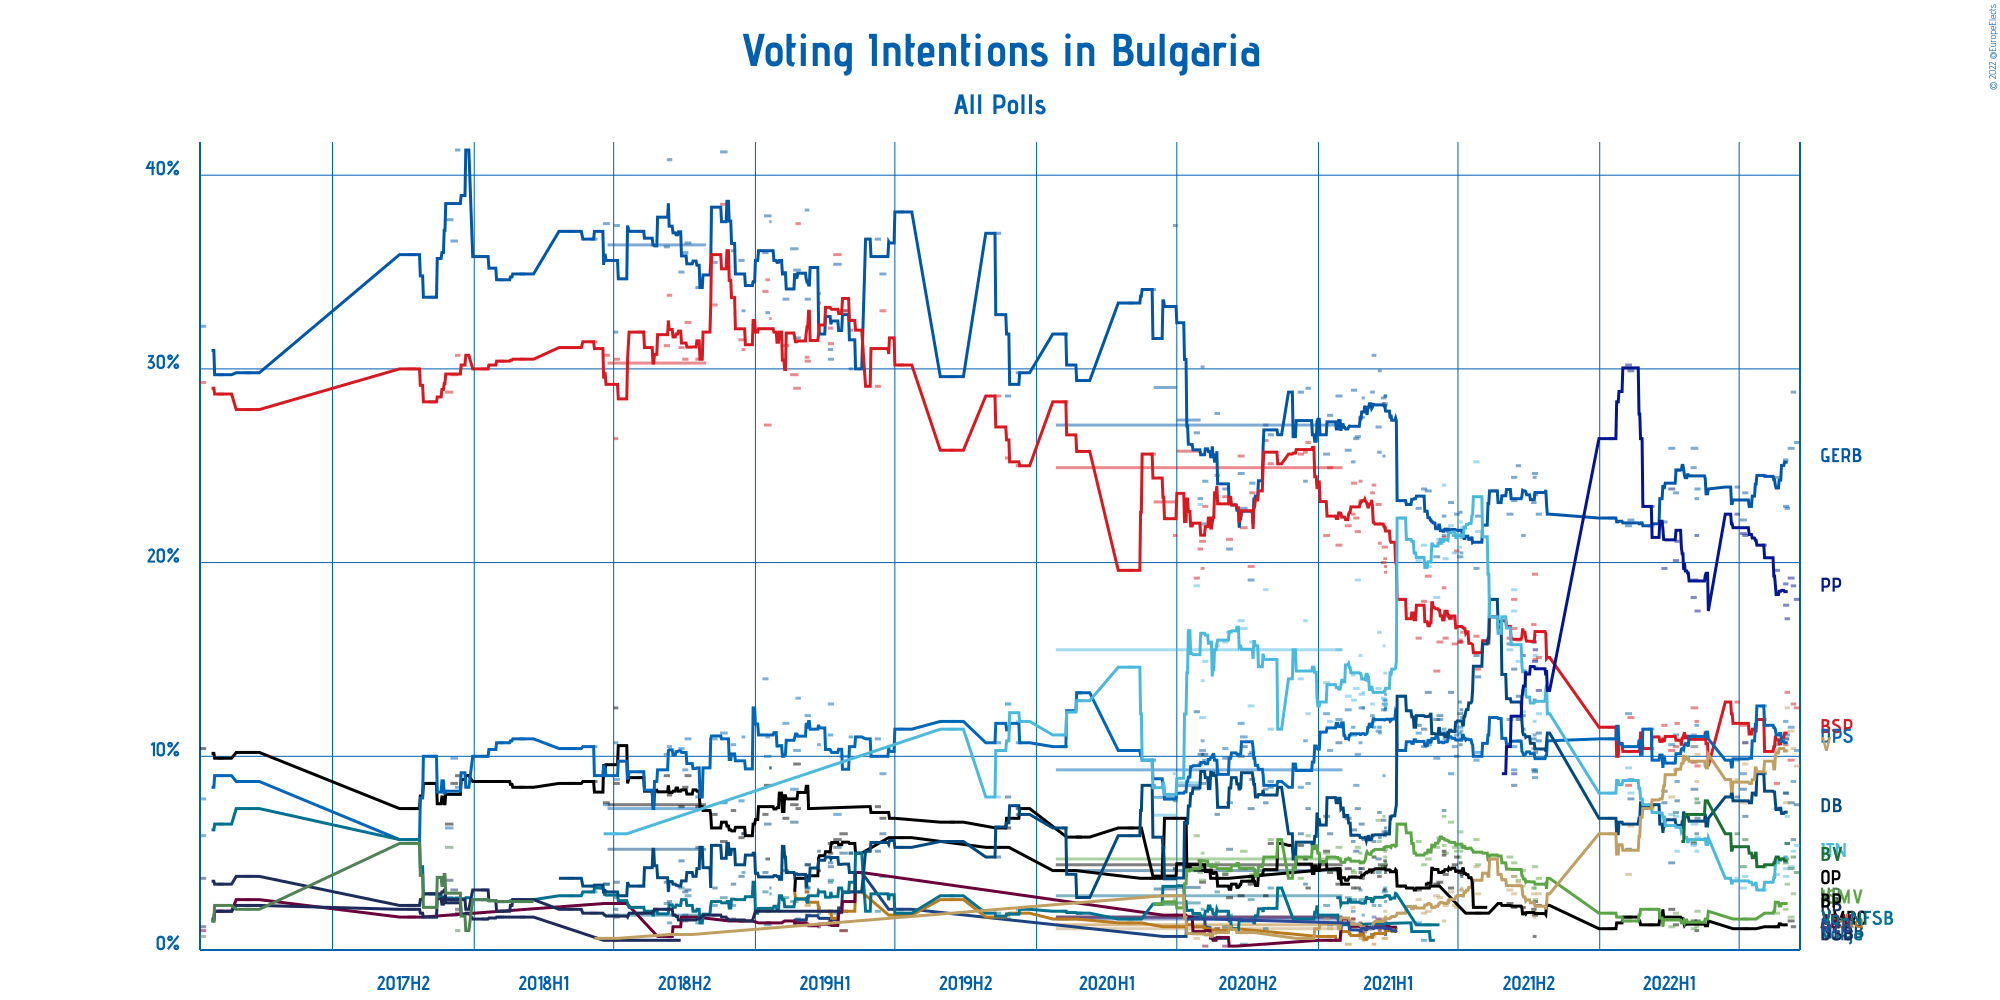 © 2022 @EuropeElects
Voting Intentions in Bulgaria
All Polls
40%
30%
20%
10%
0%
GERB
PP
BSP
DPS
V
DB
ITN
BV
OP
2017H2
2018H1
2018H2
2019H1
2019H2
2020H1
2020H2
2021H1
2021H2
2022H1